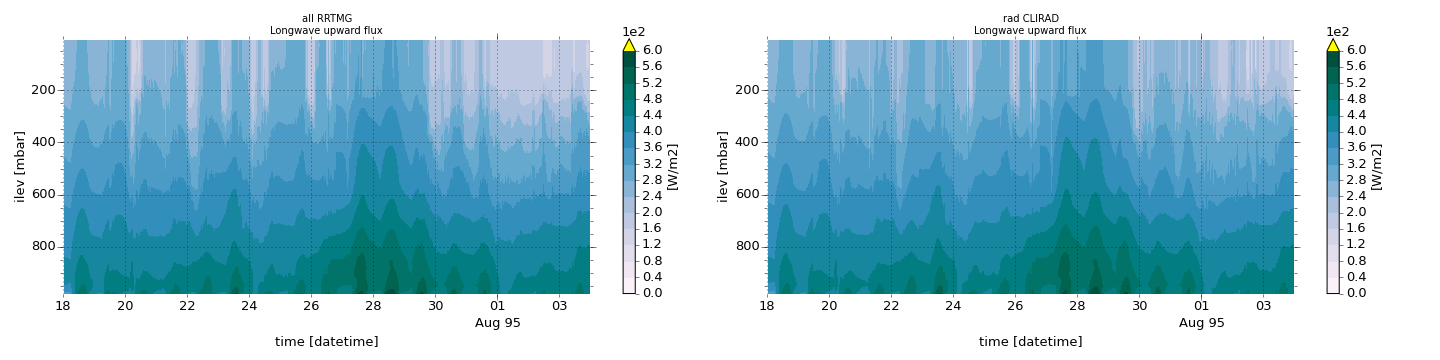 all RRTMG
Longwave upward flux
1e2
6.0
5.6
5.2
4.8
4.4
4.0
3.6
3.2
2.8
2.4
2.0
1.6
1.2
0.8
0.4
0.0
[W/m2]
200
400
600
800
ilev [mbar]
18 20 22 24 26 28 30 01 03
Aug 95
time [datetime]
rad CLIRAD
Longwave upward flux
1e2
6.0
5.6
5.2
4.8
4.4
4.0
3.6
3.2
2.8
2.4
2.0
1.6
1.2
0.8
0.4
0.0
[W/m2]
200
400
600
800
ilev [mbar]
18 20 22 24 26 28 30 01 03
Aug 95
time [datetime]